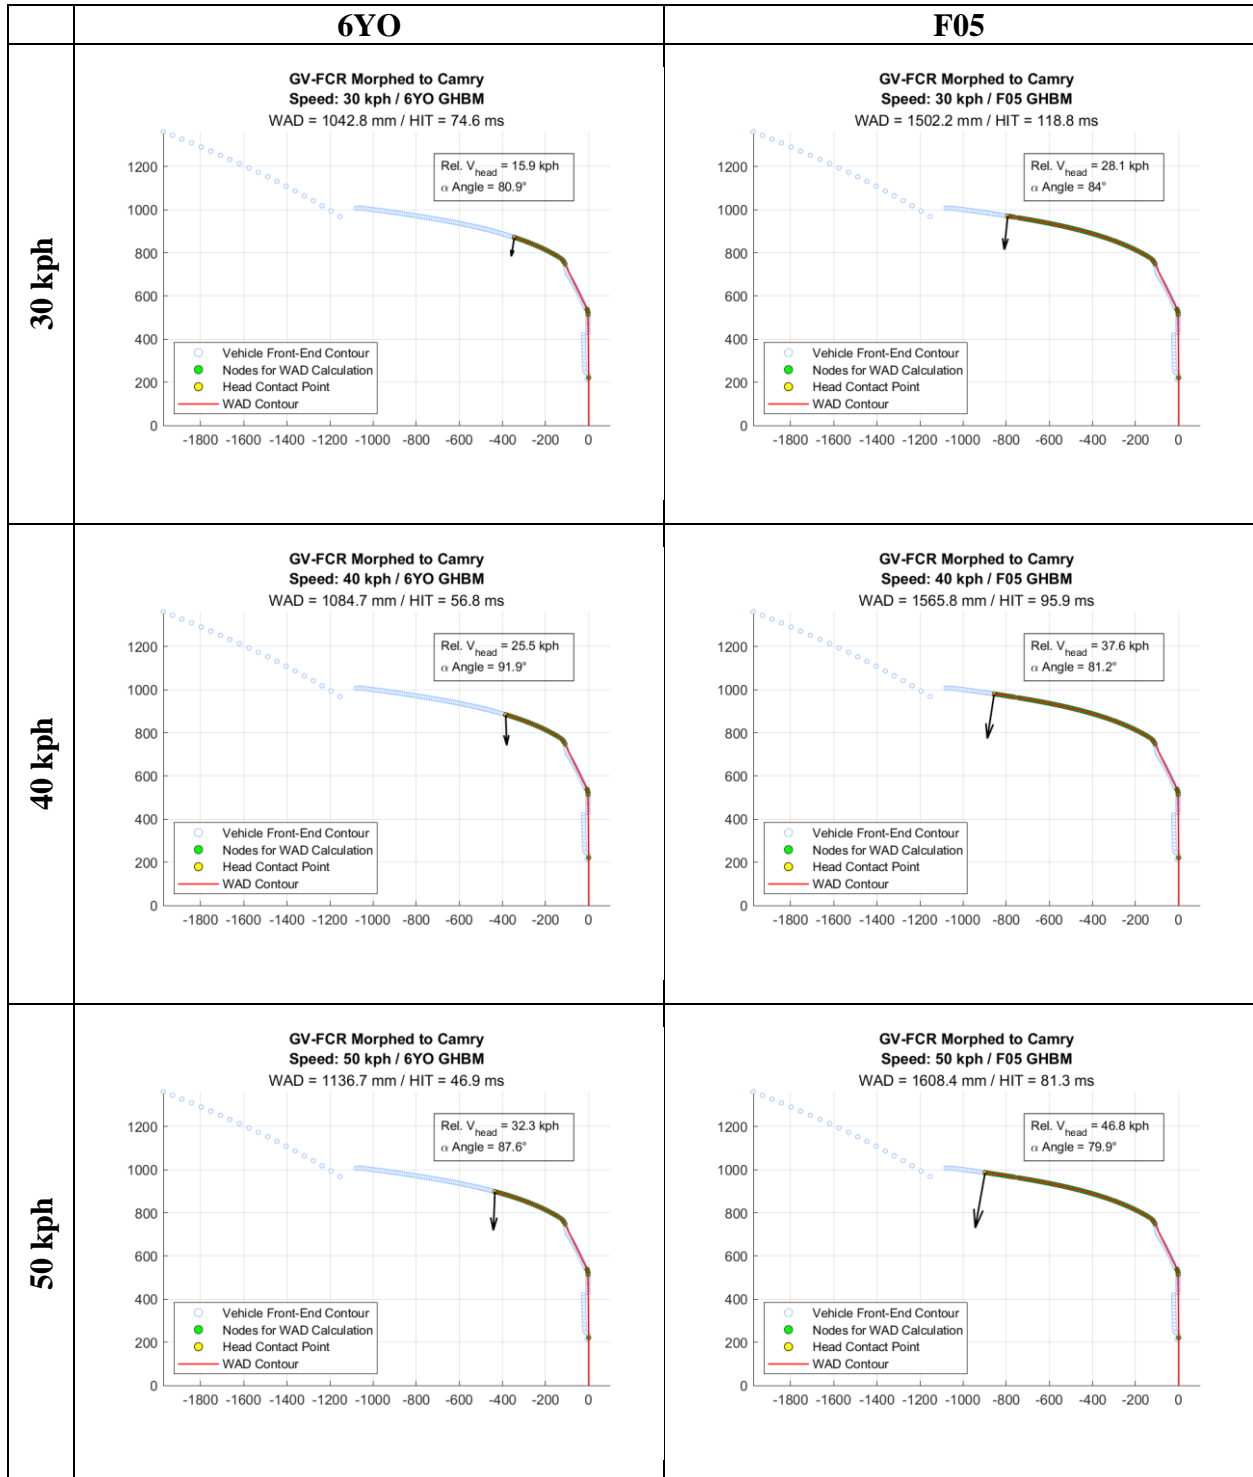 6YO
F05
30 kph
GV-FCR Morphed to Camry
Speed: 30 kph / 6YO GHBM
WAD = 1042.8 mm / HIT = 74.6 ms
Rel. V_head = 15.9 kph
α Angle = 80.9°
1200
1000
800
600
400
200
0
Vehicle Front-End Contour
Nodes for WAD Calculation
Head Contact Point
WAD Contour
-1800 -1600 -1400 -1200 -1000 -800 -600 -400 -200 0
GV-FCR Morphed to Camry
Speed: 30 kph / F05 GHBM
WAD = 1502.2 mm / HIT = 118.8 ms
Rel. V_head = 28.1 kph
α Angle = 84°
1200
1000
800
600
400
200
0
Vehicle Front-End Contour
Nodes for WAD Calculation
Head Contact Point
WAD Contour
-1800 -1600 -1400 -1200 -1000 -800 -600 -400 -200 0
40 kph
GV-FCR Morphed to Camry
Speed: 40 kph / 6YO GHBM
WAD = 1084.7 mm / HIT = 56.8 ms
Rel. V_head = 25.5 kph
α Angle = 91.9°
1200
1000
800
600
400
200
0
Vehicle Front-End Contour
Nodes for WAD Calculation
Head Contact Point
WAD Contour
-1800 -1600 -1400 -1200 -1000 -800 -600 -400 -200 0
GV-FCR Morphed to Camry
Speed: 40 kph / F05 GHBM
WAD = 1565.8 mm / HIT = 95.9 ms
Rel. V_head = 37.6 kph
α Angle = 81.2°
1200
1000
800
600
400
200
0
Vehicle Front-End Contour
Nodes for WAD Calculation
Head Contact Point
WAD Contour
-1800 -1600 -1400 -1200 -1000 -800 -600 -400 -200 0
50 kph
GV-FCR Morphed to Camry
Speed: 50 kph / 6YO GHBM
WAD = 1136.7 mm / HIT = 46.9 ms
Rel. V_head = 32.3 kph
α Angle = 87.6°
1200
1000
800
600
400
200
0
Vehicle Front-End Contour
Nodes for WAD Calculation
Head Contact Point
WAD Contour
-1800 -1600 -1400 -1200 -1000 -800 -600 -400 -200 0
GV-FCR Morphed to Camry
Speed: 50 kph / F05 GHBM
WAD = 1608.4 mm / HIT = 81.3 ms
Rel. V_head = 46.8 kph
α Angle = 79.9°
1200
1000
800
600
400
200
0
Vehicle Front-End Contour
Nodes for WAD Calculation
Head Contact Point
WAD Contour
-1800 -1600 -1400 -1200 -1000 -800 -600 -400 -200 0